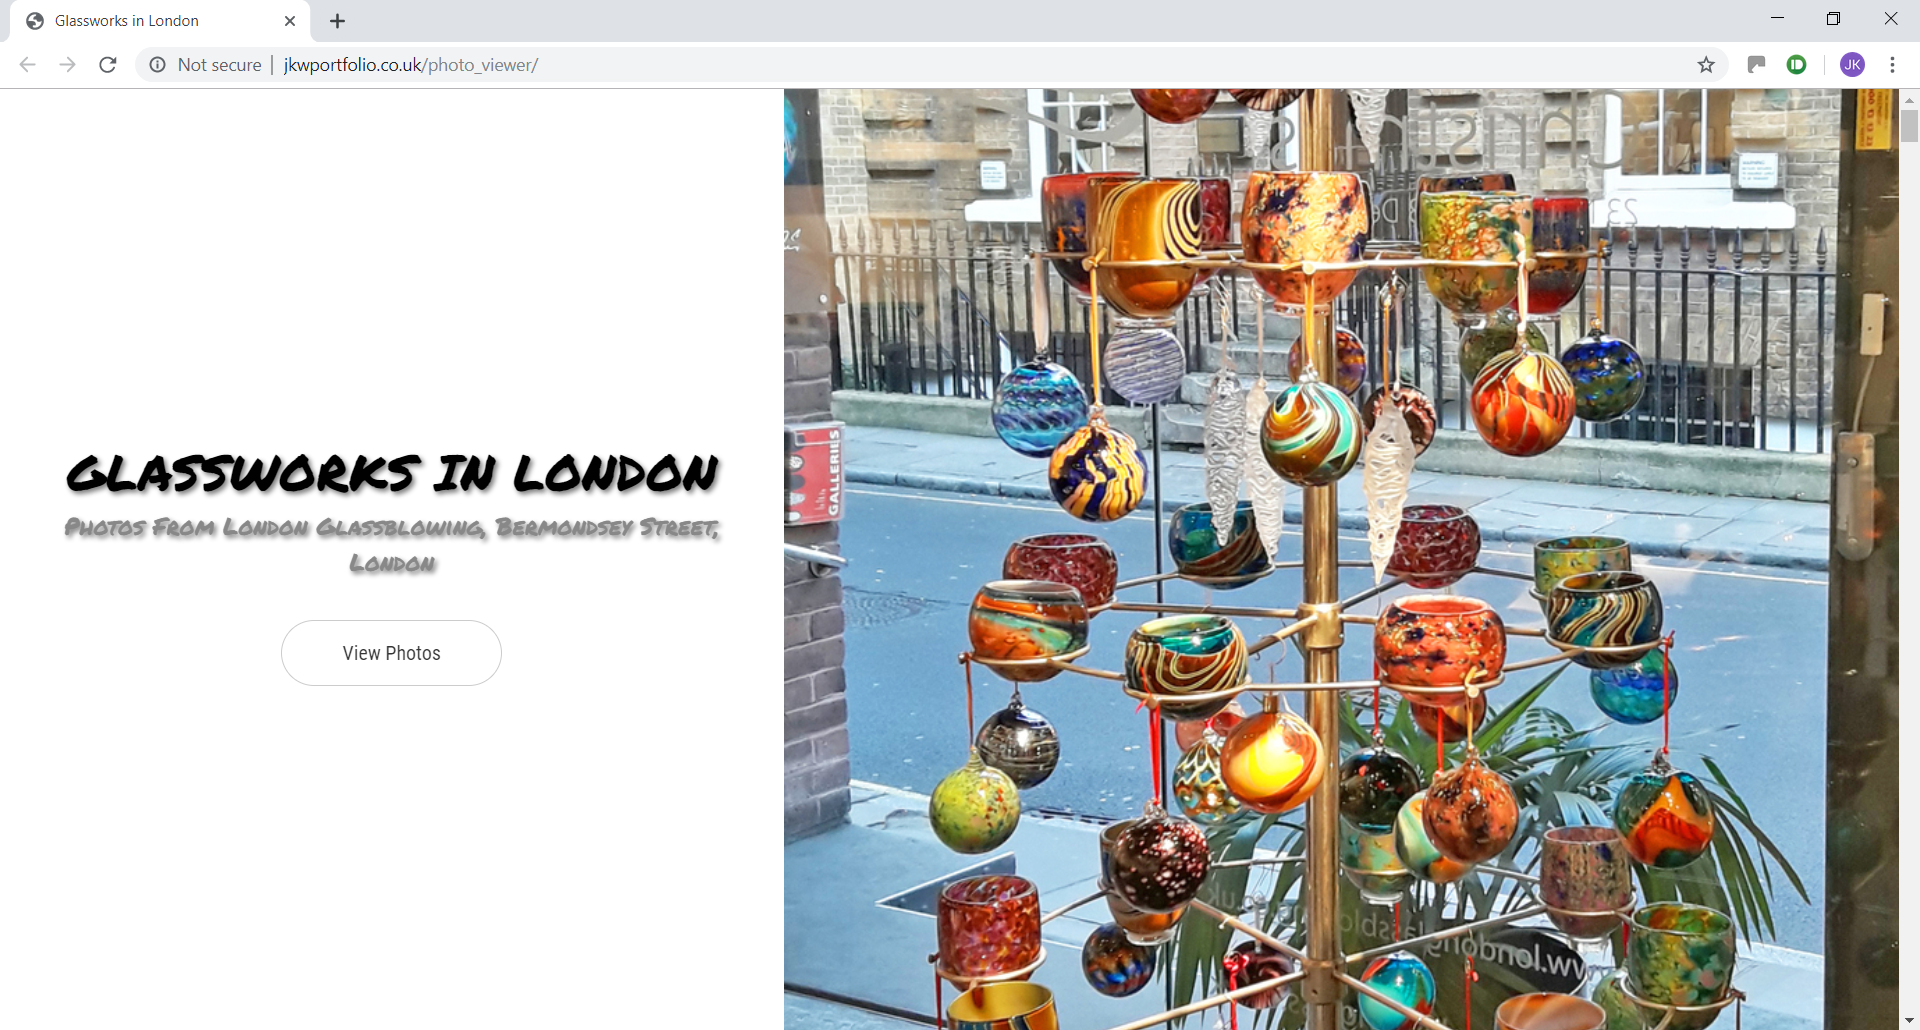 Glassworks in London
Not secure | jkwportfolio.co.uk/photo_viewer/
JK
GLASSWORKS IN LONDON
PHOTOS FROM LONDON GLASSBLOWING, BERMONDSEY STREET,
LONDON
View Photos
GALLERIES